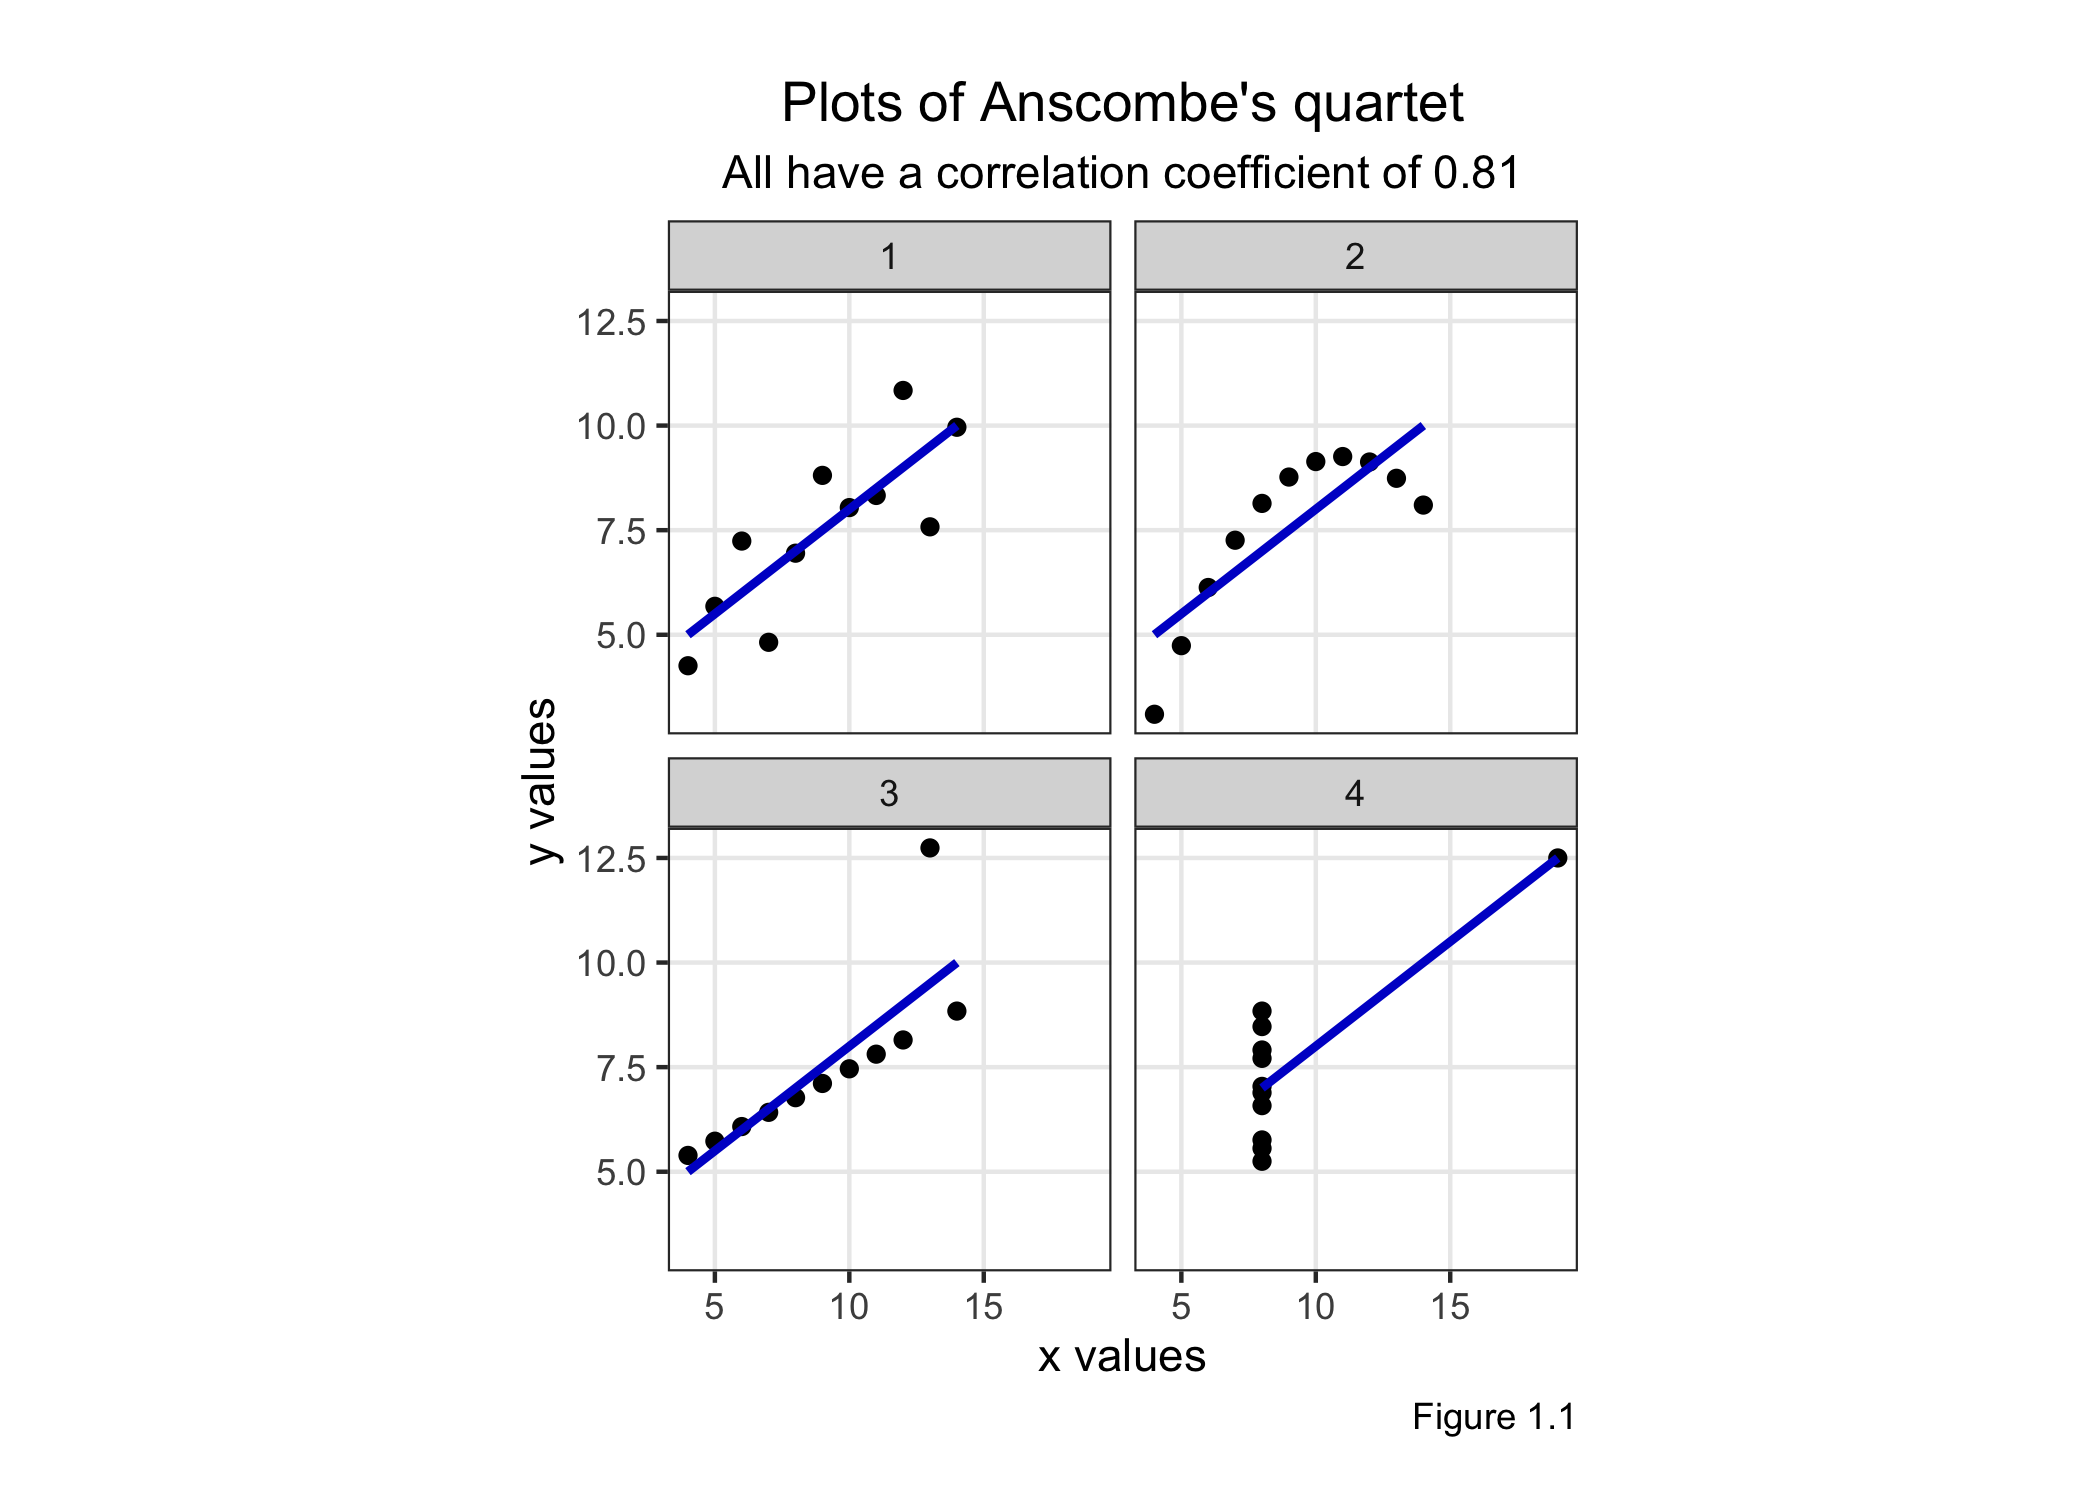 Plots of Anscombe's quartet
All have a correlation coefficient of 0.81
1
2
12.5
10.0
7.5
5.0
y values
3
4
12.5
10.0
7.5
5.0
5 10 15
5 10 15
x values
Figure 1.1